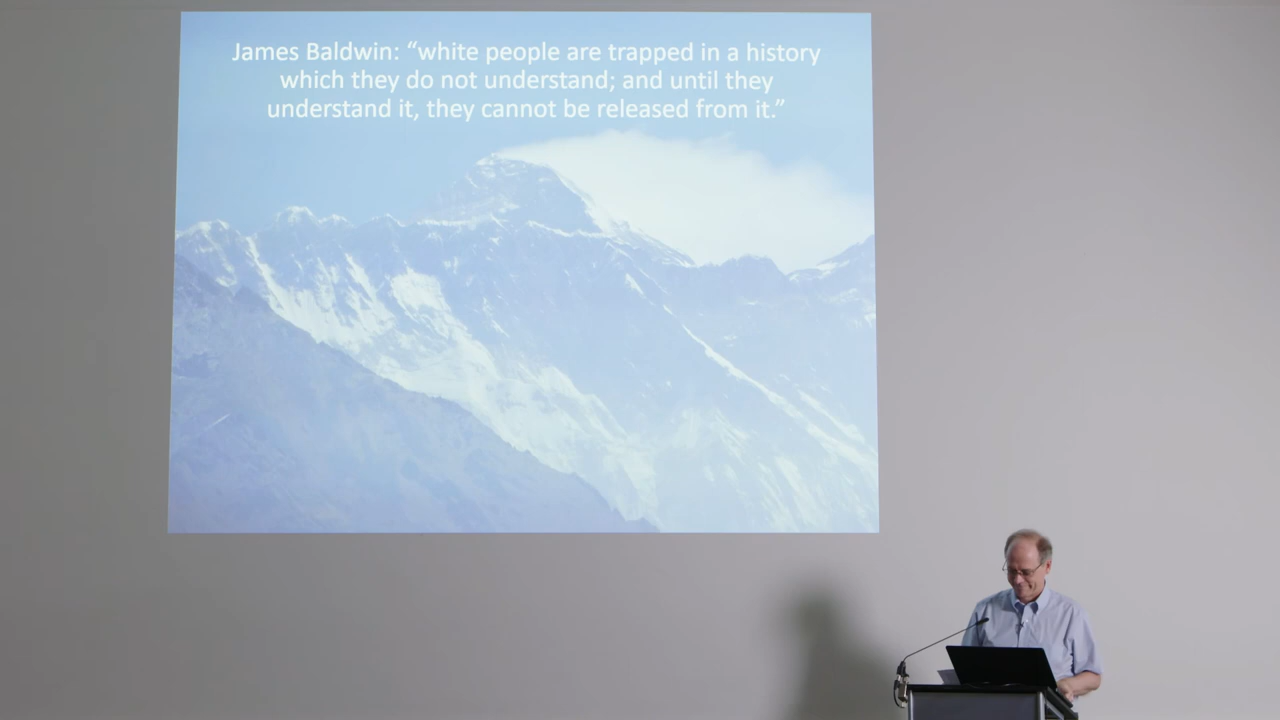 James Baldwin: “white people are trapped in a history
which they do not understand; and until they
understand it, they cannot be released from it.”